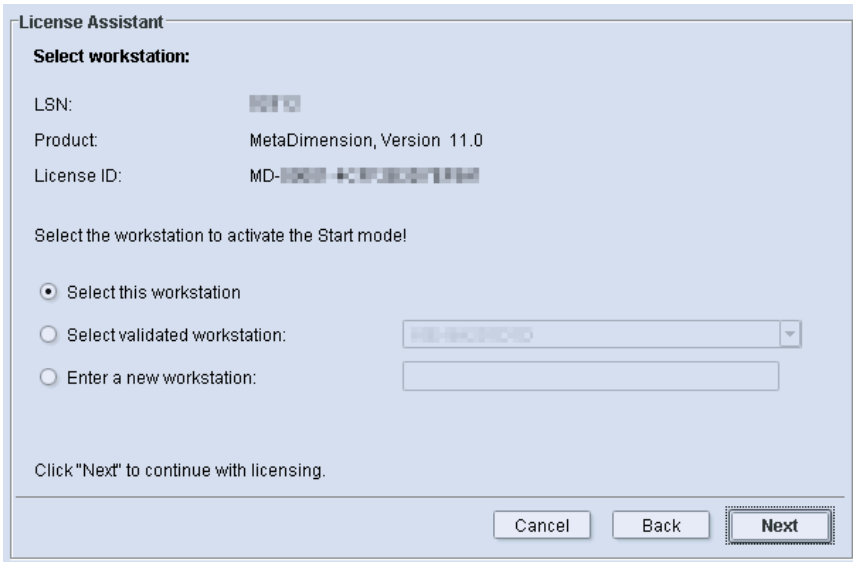 License Assistant
Select workstation:
LSN:
Product: MetaDimension, Version 11.0
License ID: MD-
Select the workstation to activate the Start mode!
Select this workstation
Select validated workstation:
Enter a new workstation:
Click "Next" to continue with licensing.
Cancel Back Next